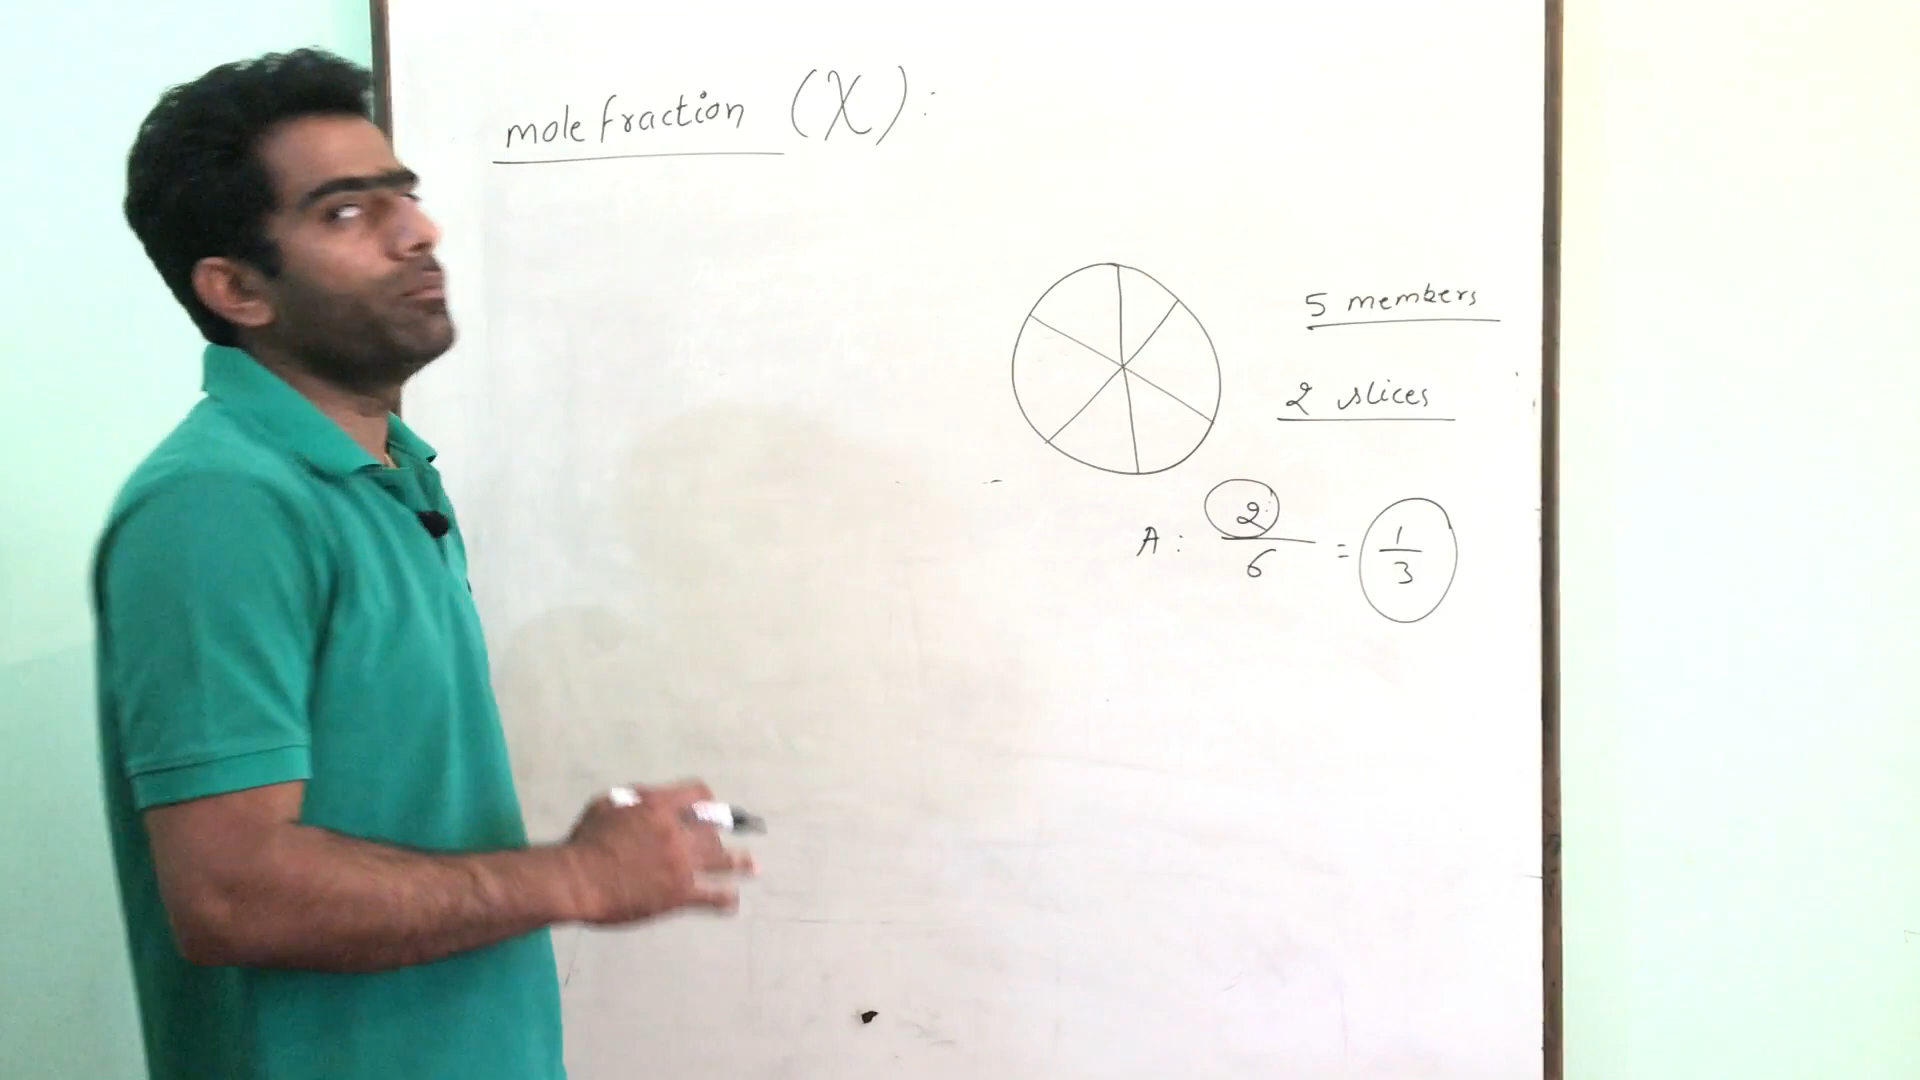 mole fraction (X):
5 members
2 slices
A: 2/6 = 1/3